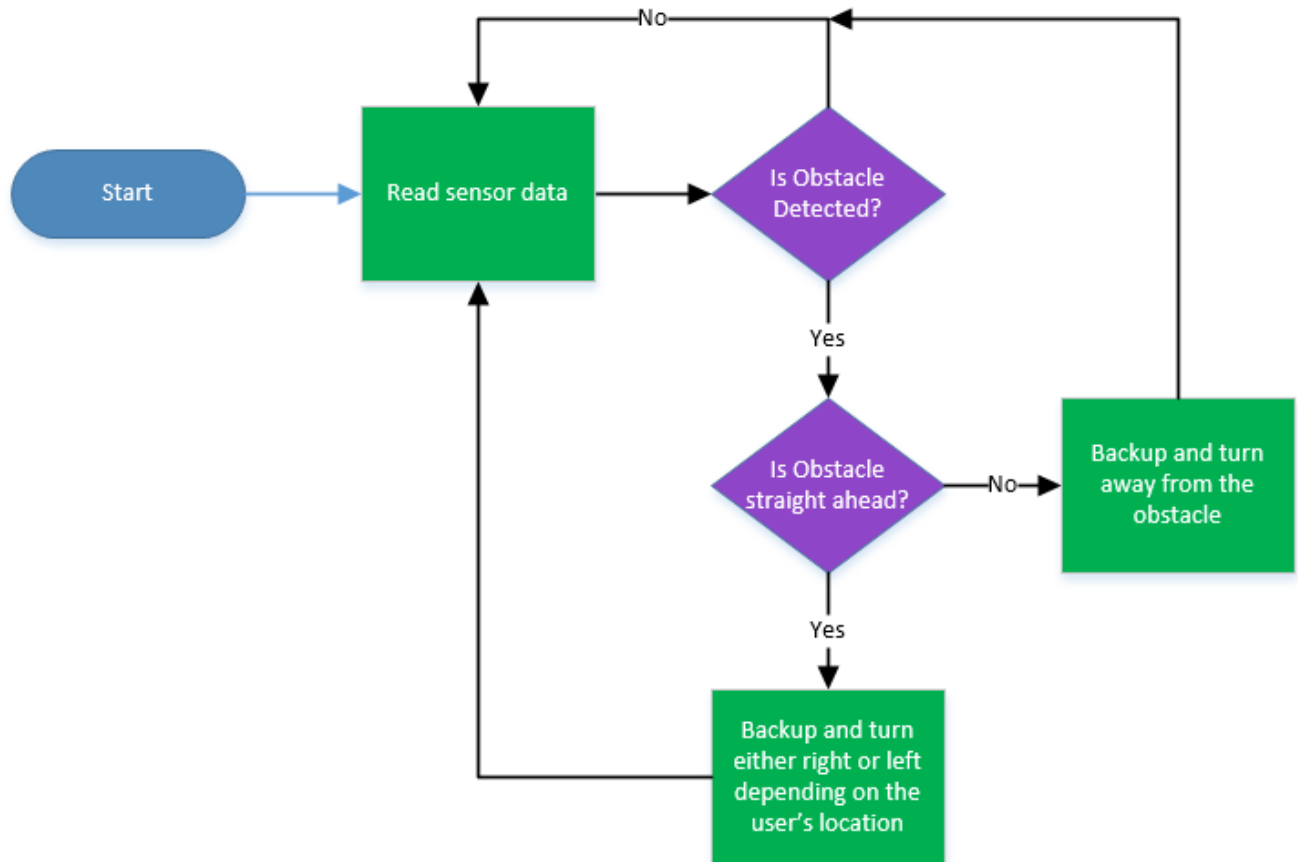 No
Start
Read sensor data
Is Obstacle
Detected?
Yes
Is Obstacle
straight ahead?
No
Backup and turn
away from the
obstacle
Yes
Backup and turn
either right or left
depending on the
user’s location